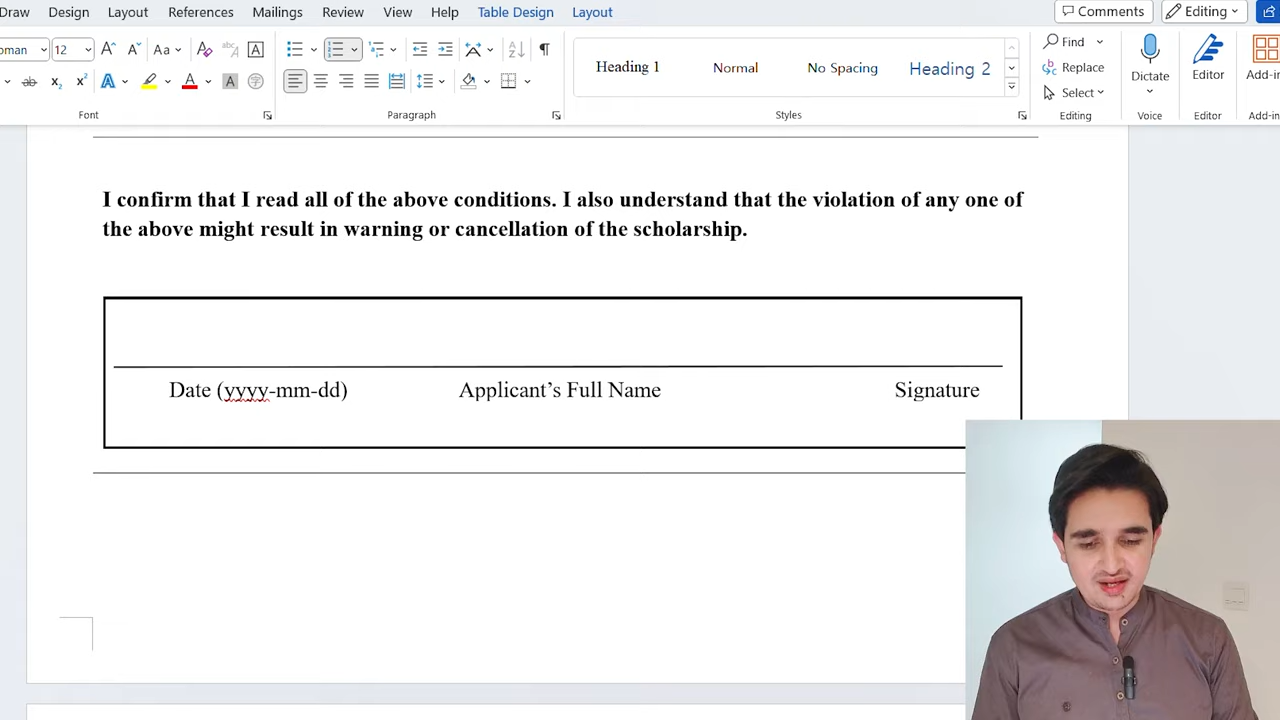 Draw Design Layout References Mailings Review View Help Table Design Layout Comments Editing
oman 12 Aa Find
Replace
Select
Heading 1 Normal No Spacing Heading 2
Dictate Editor Add-in
Font Paragraph Styles Editing Voice Editor Add-in
I confirm that I read all of the above conditions. I also understand that the violation of any one of
the above might result in warning or cancellation of the scholarship.
Date (yyyy-mm-dd) Applicant’s Full Name Signature